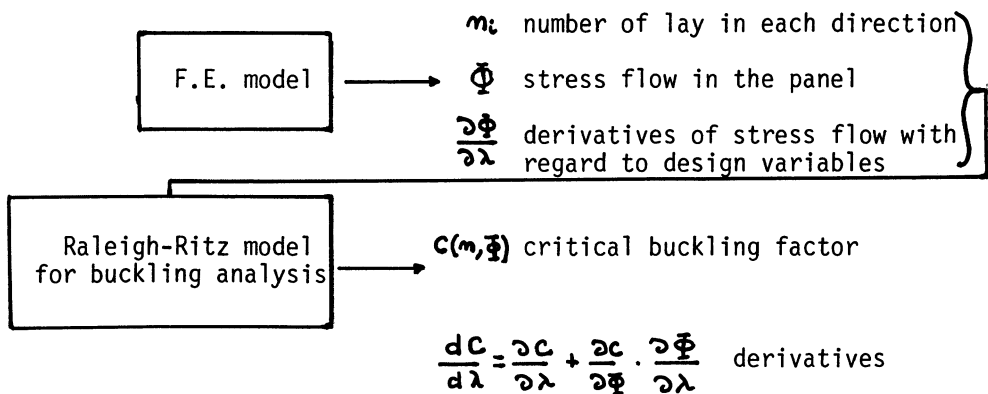 n_i number of lay in each direction
F.E. model
Φ stress flow in the panel
∂Φ/∂λ derivatives of stress flow with
regard to design variables
Raleigh-Ritz model
for buckling analysis
C(n,Φ) critical buckling factor
dC/dλ = ∂C/∂λ + ∂C/∂Φ · ∂Φ/∂λ derivatives